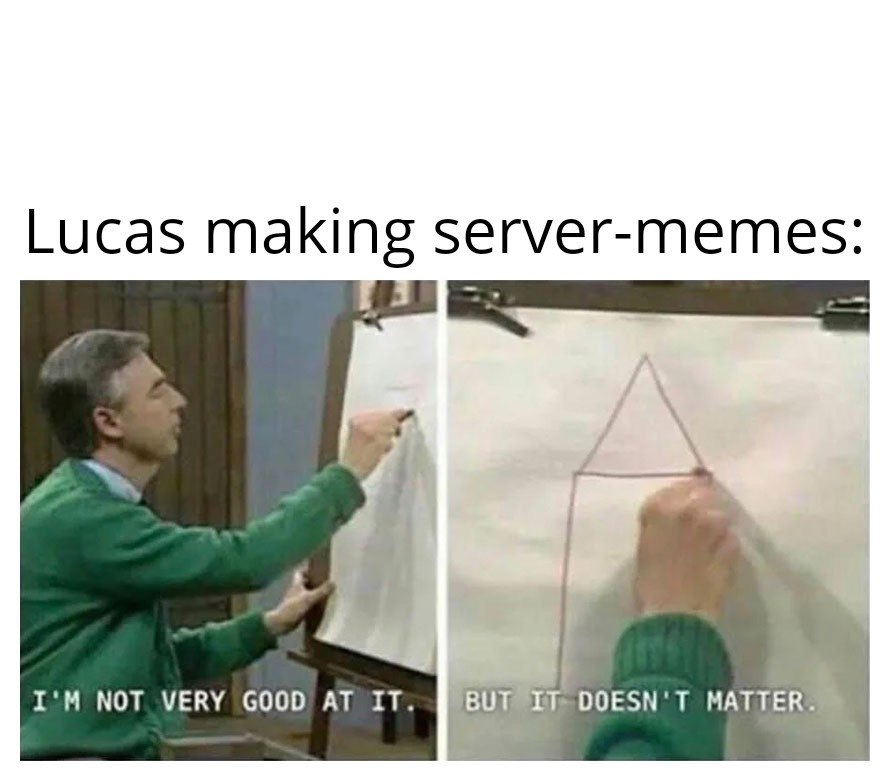 Lucas making server-memes:
I'M NOT VERY GOOD AT IT.
BUT IT DOESN'T MATTER.